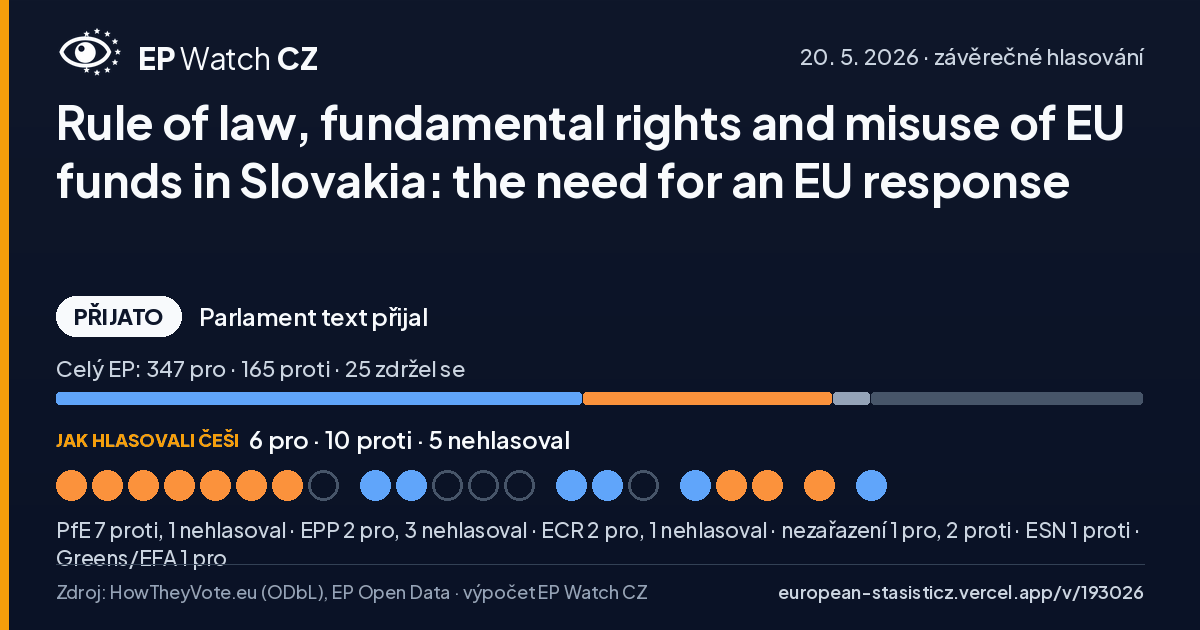 EP Watch CZ
20. 5. 2026 · závěrečné hlasování
Rule of law, fundamental rights and misuse of EU
funds in Slovakia: the need for an EU response
PŘIJATO Parlament text přijal
Celý EP: 347 pro · 165 proti · 25 zdržel se
JAK HLASOVALI ČEŠI 6 pro · 10 proti · 5 nehlasoval
PfE 7 proti, 1 nehlasoval · EPP 2 pro, 3 nehlasoval · ECR 2 pro, 1 nehlasoval · nezařazení 1 pro, 2 proti · ESN 1 proti ·
Greens/EFA 1 pro
Zdroj: HowTheyVote.eu (ODbL), EP Open Data · výpočet EP Watch CZ
european-stasisticz.vercel.app/v/193026